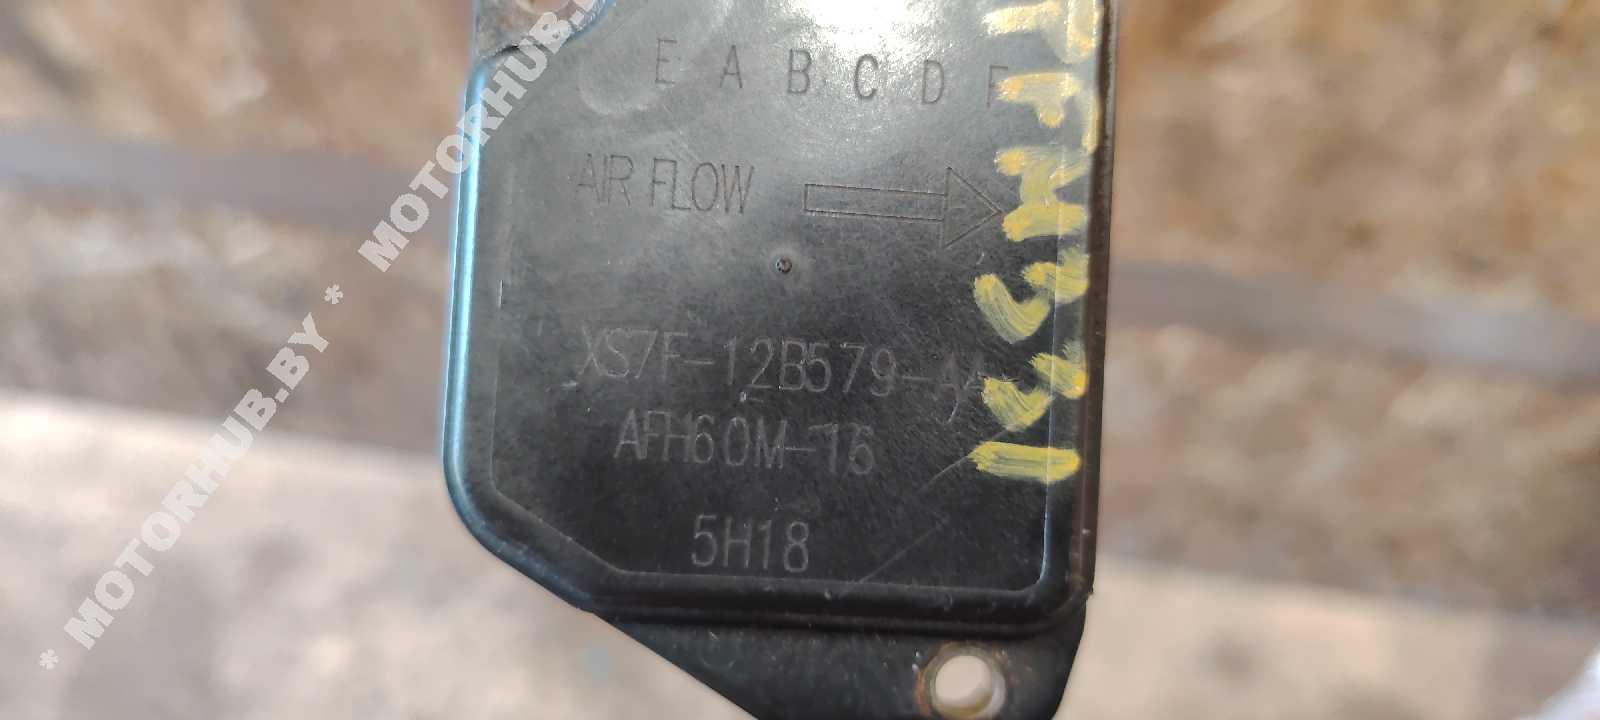 E A B C D F
AIR FLOW
XS7F-12B579-AA
AFH60M-16
5H18
* MOTORHUB.BY * MOTORHUB.BY